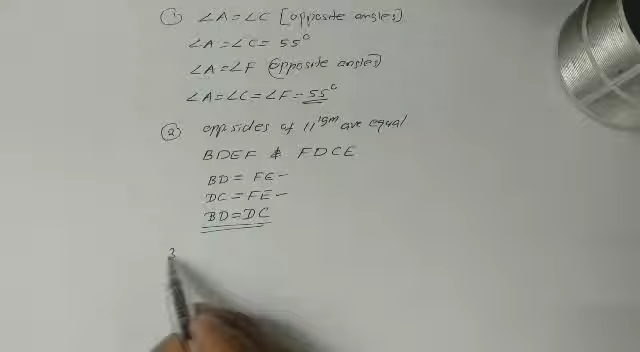 ① ∠A = ∠C [opposite angles]
∠A = ∠C = 55°
∠A = ∠F (opposite angles)
∠A = ∠C = ∠F = 55°
② opp.sides of 11gm are equal
BDEF & FDCE
BD = FE -
DC = FE -
BD = DC
3